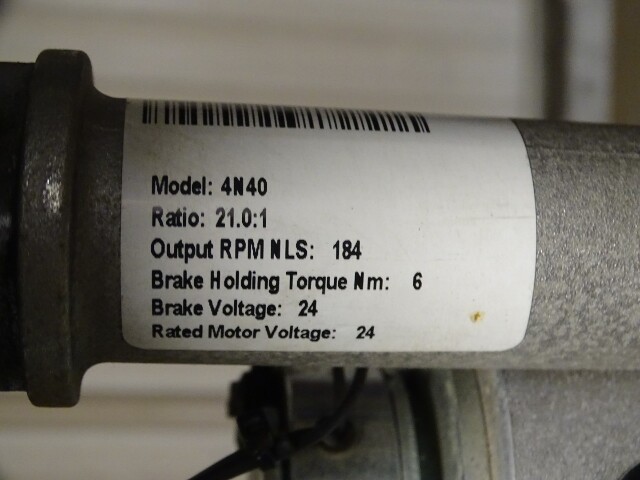 Model: 4N40
Ratio: 21.0:1
Output RPM NLS: 184
Brake Holding Torque Nm: 6
Brake Voltage: 24
Rated Motor Voltage: 24